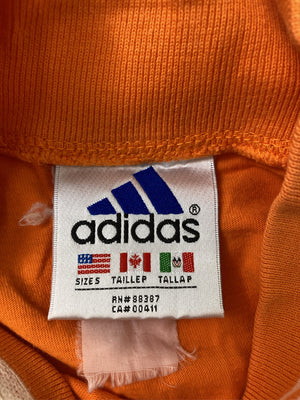 adidas®
SIZE S TAILLE P TALLA P
RN#88387
CA#00411